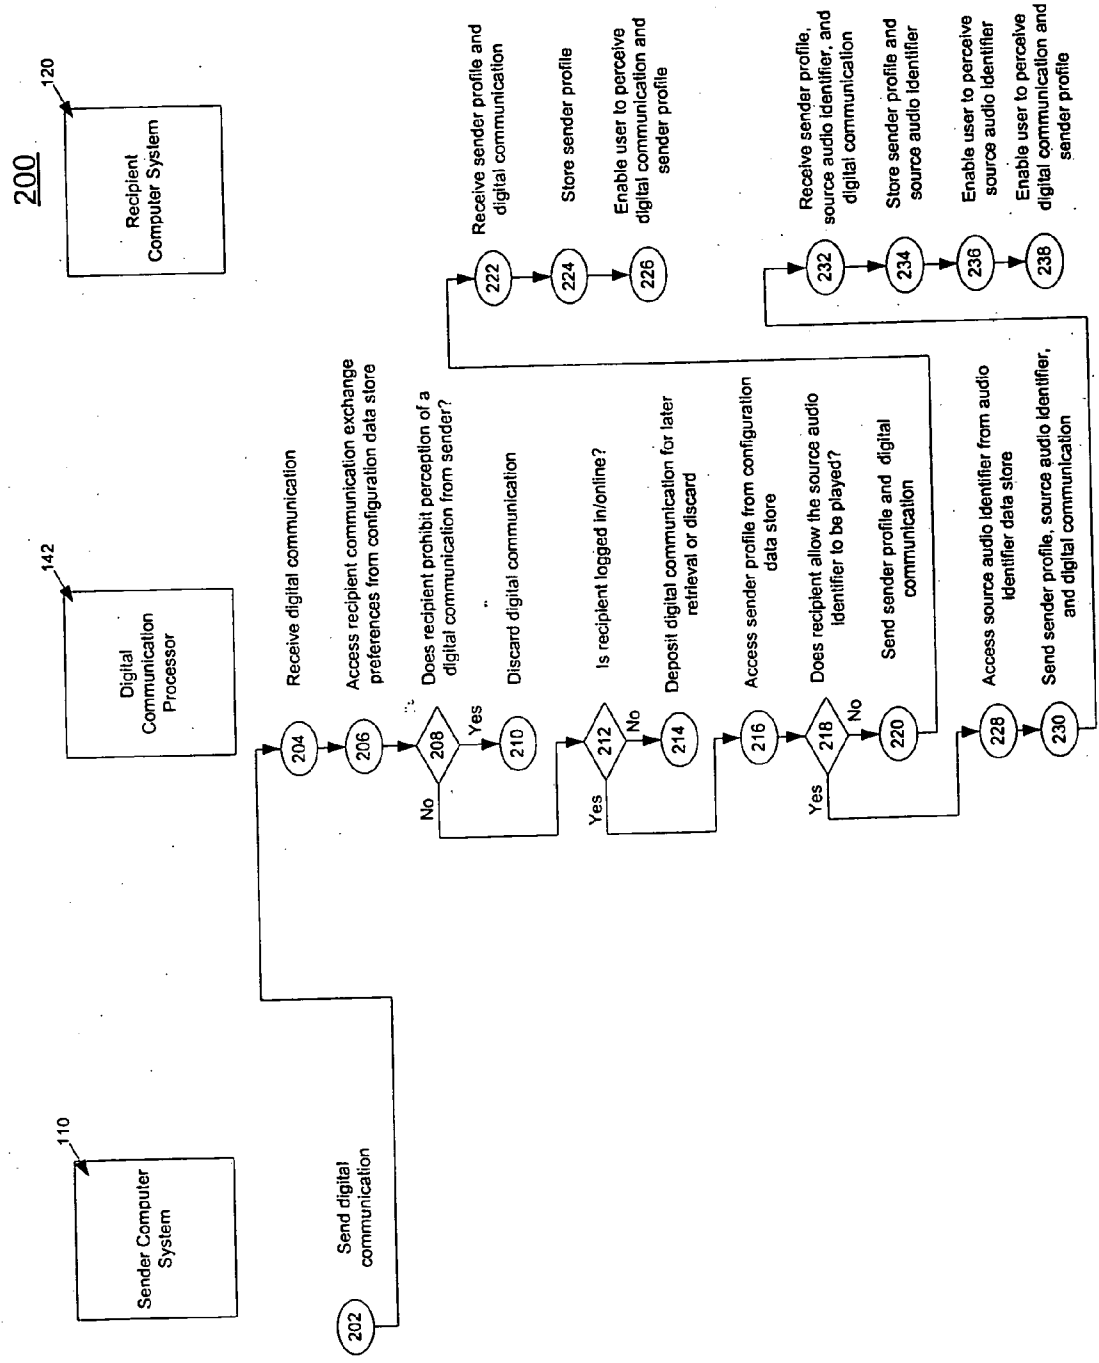 200
110
Sender Computer
System
142
Digital
Communication
Processor
120
Recipient
Computer System
202
Send digital
communication
204
Receive digital communication
206
Access recipient communication exchange
preferences from configuration data store
208
Does recipient prohibit perception of a
digital communication from sender?
No
Yes
210
Discard digital communication
212
Is recipient logged in/online?
Yes
No
214
Deposit digital communication for later
retrieval or discard
216
Access sender profile from configuration
data store
218
Does recipient allow the source audio
identifier to be played?
Yes
No
220
Send sender profile and digital
communication
222
Receive sender profile and
digital communication
224
Store sender profile
226
Enable user to perceive
digital communication and
sender profile
228
Access source audio identifier from audio
identifier data store
230
Send sender profile, source audio identifier,
and digital communication
232
Receive sender profile,
source audio identifier, and
digital communication
234
Store sender profile and
source audio identifier
236
Enable user to perceive
source audio identifier
238
Enable user to perceive
digital communication and
sender profile